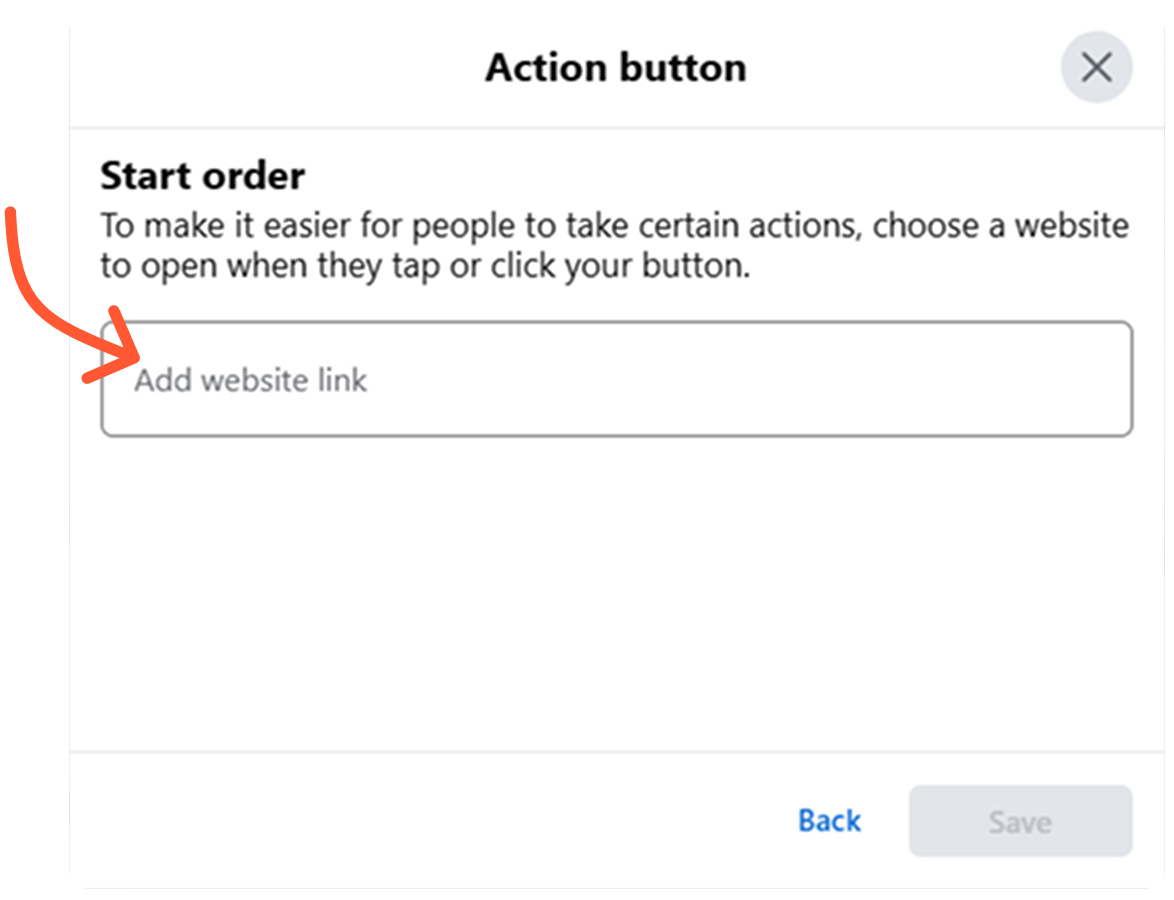 Action button
Start order
To make it easier for people to take certain actions, choose a website
to open when they tap or click your button.
Add website link
Back
Save